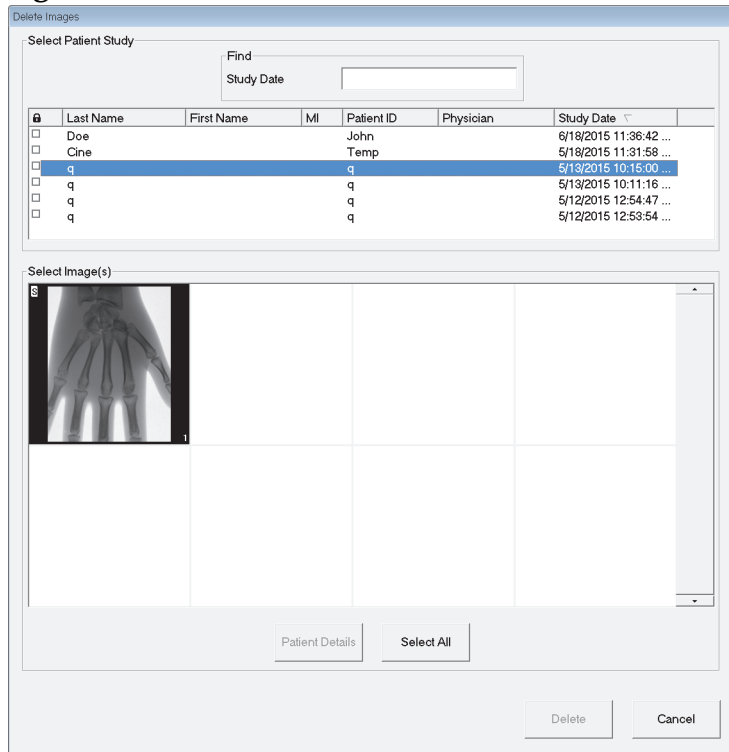 Delete Images
Select Patient Study
Find
Study Date
Last Name First Name MI Patient ID Physician Study Date
Doe John 6/18/2015 11:36:42 ...
Cine Temp 5/18/2015 11:31:58 ...
q q 5/13/2015 10:15:00 ...
q q 5/13/2015 10:11:16 ...
q q 5/12/2015 12:54:47 ...
q q 5/12/2015 12:53:54 ...
Select Image(s)
S
1
Patient Details Select All
Delete Cancel